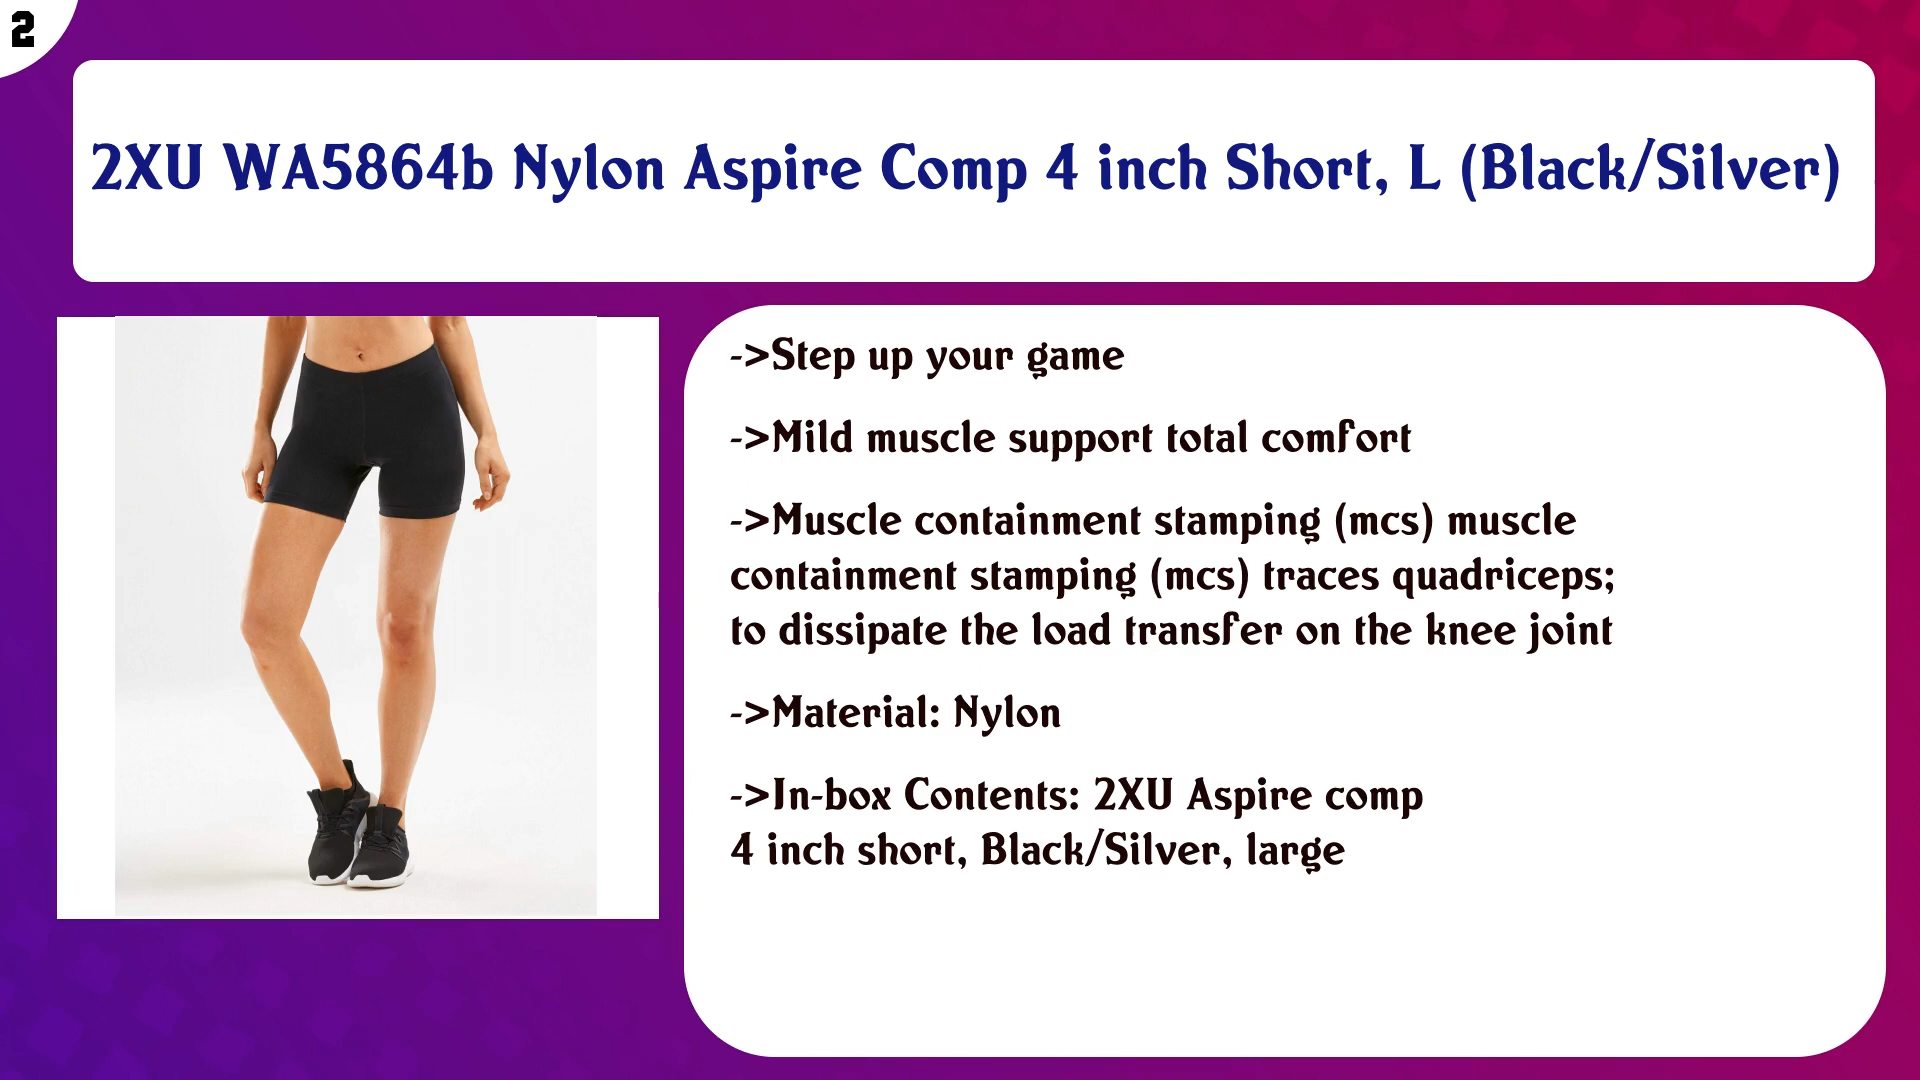 2
2XU WA5864b Nylon Aspire Comp 4 inch Short, L (Black/Silver)
->Step up your game
->Mild muscle support total comfort
->Muscle containment stamping (mcs) muscle
containment stamping (mcs) traces quadriceps;
to dissipate the load transfer on the knee joint
->Material: Nylon
->In-box Contents: 2XU Aspire comp
4 inch short, Black/Silver, large